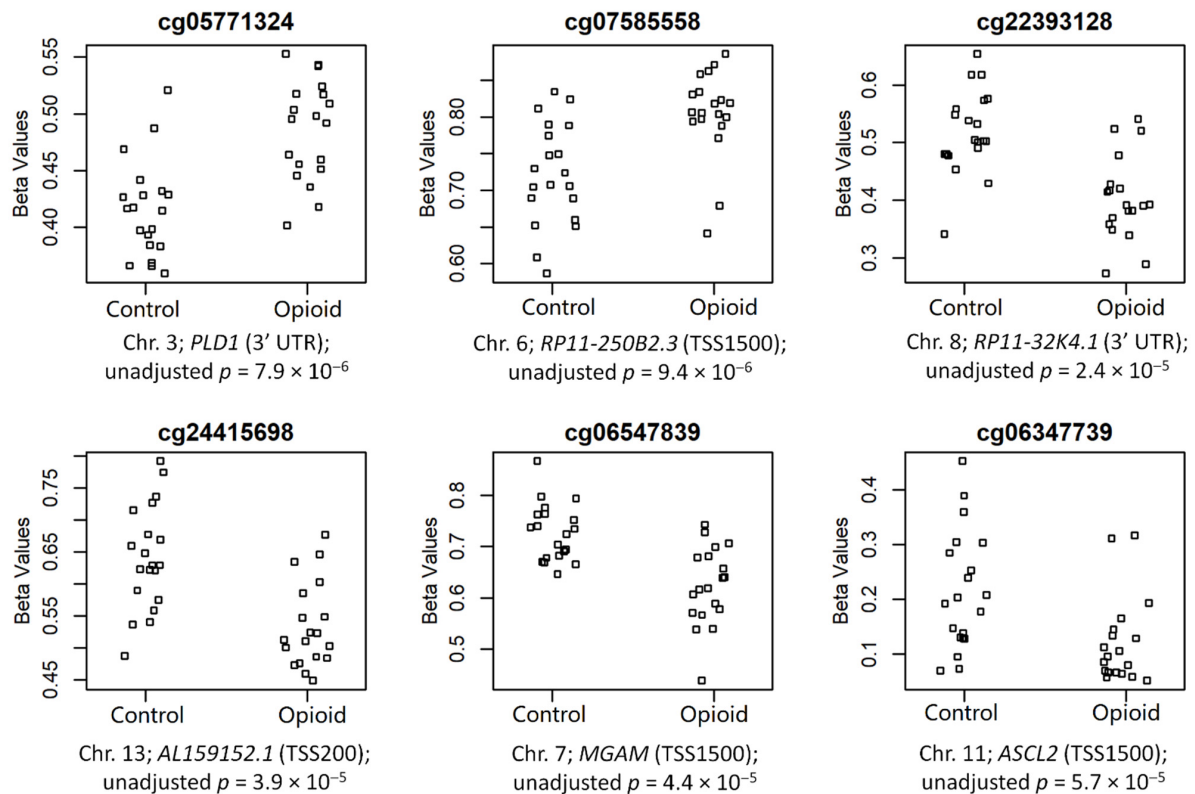 cg05771324
Beta Values
0.40 0.45 0.50 0.55
Control Opioid
Chr. 3; PLD1 (3’ UTR);
unadjusted p = 7.9 × 10⁻⁶
cg07585558
Beta Values
0.60 0.70 0.80
Control Opioid
Chr. 6; RP11-250B2.3 (TSS1500);
unadjusted p = 9.4 × 10⁻⁶
cg22393128
Beta Values
0.3 0.4 0.5 0.6
Control Opioid
Chr. 8; RP11-32K4.1 (3’ UTR);
unadjusted p = 2.4 × 10⁻⁵
cg24415698
Beta Values
0.45 0.55 0.65 0.75
Control Opioid
Chr. 13; AL159152.1 (TSS200);
unadjusted p = 3.9 × 10⁻⁵
cg06547839
Beta Values
0.5 0.6 0.7 0.8
Control Opioid
Chr. 7; MGAM (TSS1500);
unadjusted p = 4.4 × 10⁻⁵
cg06347739
Beta Values
0.1 0.2 0.3 0.4
Control Opioid
Chr. 11; ASCL2 (TSS1500);
unadjusted p = 5.7 × 10⁻⁵